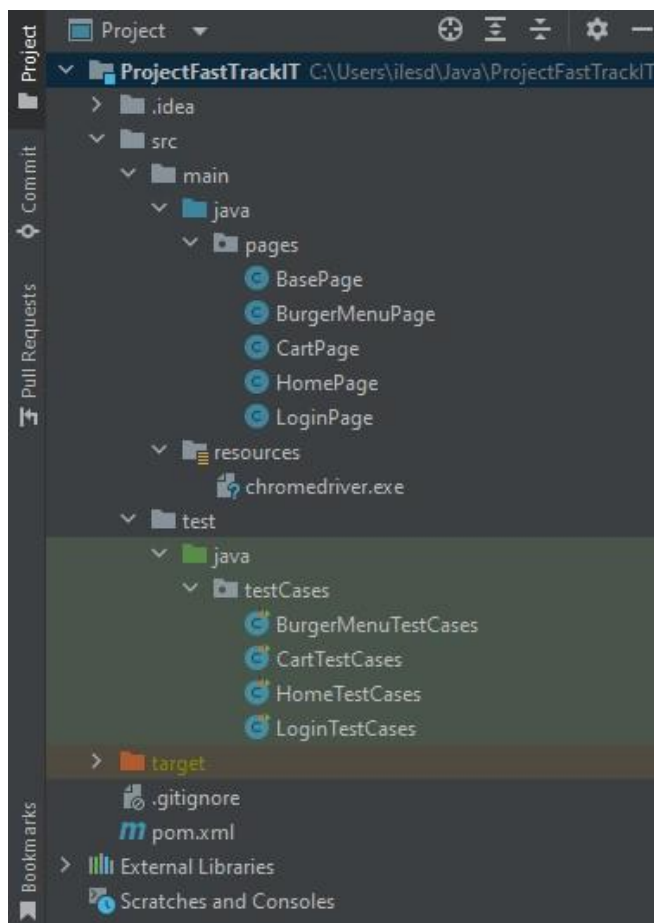 Project
Commit
Pull Requests
Bookmarks
Project
ProjectFastTrackIT C:\Users\ilesd\Java\ProjectFastTrackIT
.idea
src
main
java
pages
BasePage
BurgerMenuPage
CartPage
HomePage
LoginPage
resources
chromedriver.exe
test
java
testCases
BurgerMenuTestCases
CartTestCases
HomeTestCases
LoginTestCases
target
.gitignore
m pom.xml
External Libraries
Scratches and Consoles